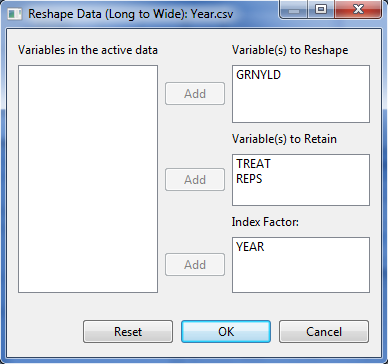 Reshape Data (Long to Wide): Year.csv
Variables in the active data
Variable(s) to Reshape
Add
GRNYLD
Variable(s) to Retain
Add
TREAT
REPS
Index Factor:
Add
YEAR
Reset
OK
Cancel